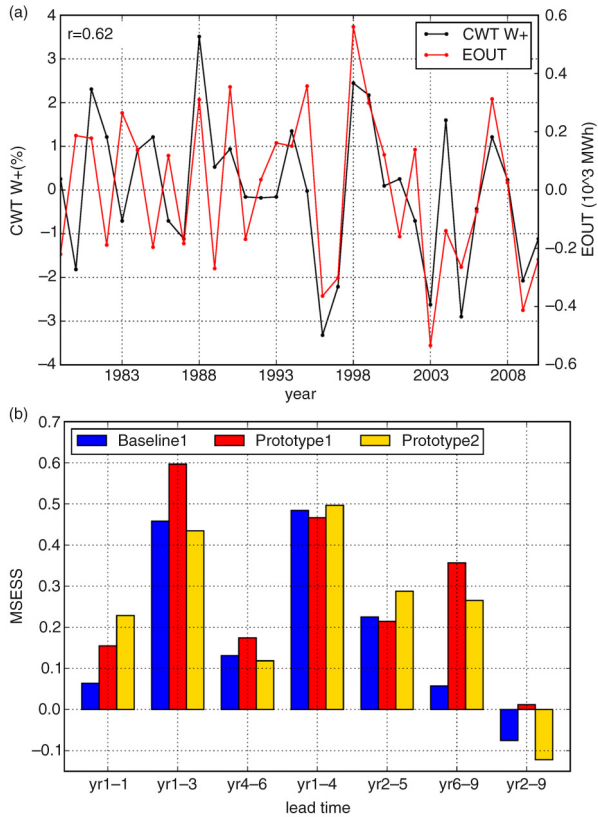 (a)
r=0.62
CWT W+
EOUT
4
3
2
1
0
−1
−2
−3
−4
CWT W+(%)
0.6
0.4
0.2
0.0
−0.2
−0.4
−0.6
EOUT (10^3 MWh)
1983 1988 1993 1998 2003 2008
year
(b)
Baseline1 Prototype1 Prototype2
0.7
0.6
0.5
0.4
0.3
0.2
0.1
0.0
−0.1
MSESS
yr1–1 yr1–3 yr4–6 yr1–4 yr2–5 yr6–9 yr2–9
lead time